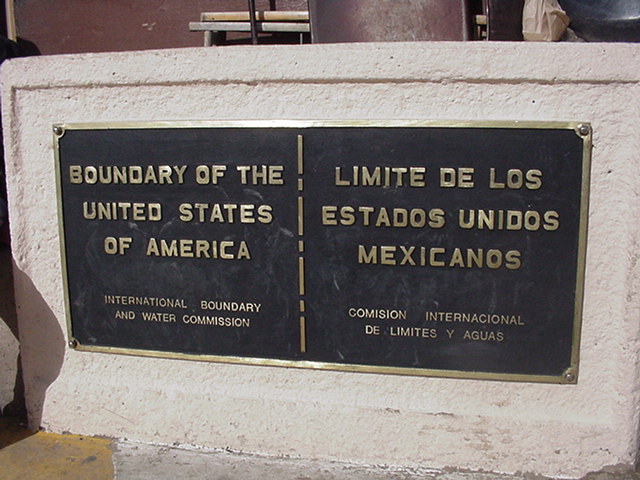 BOUNDARY OF THE
UNITED STATES
OF AMERICA
INTERNATIONAL BOUNDARY
AND WATER COMMISSION
LIMITE DE LOS
ESTADOS UNIDOS
MEXICANOS
COMISION INTERNACIONAL
DE LIMITES Y AGUAS